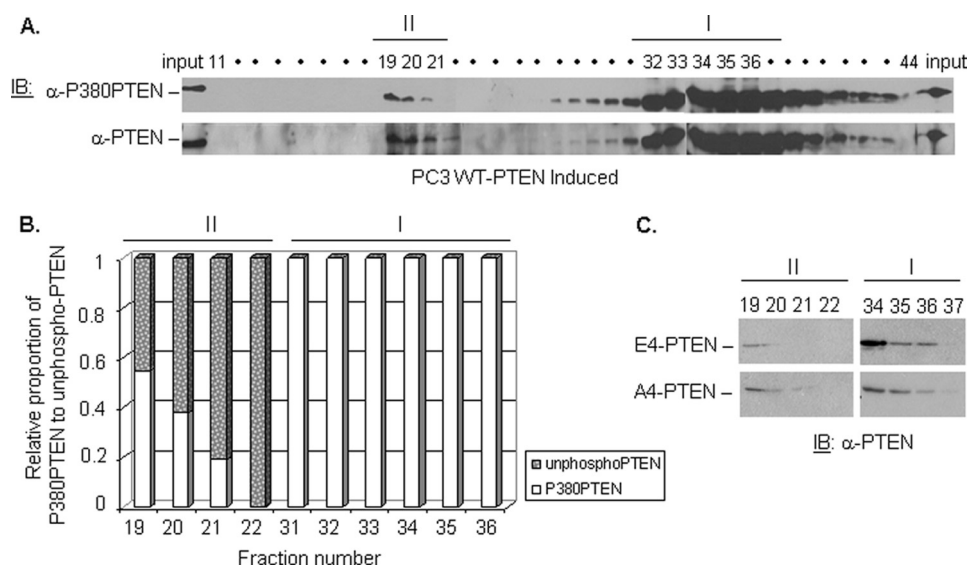 A.
II
I
input 11 • • • • • • • 19 20 21 • • • • • • • • • • 32 33 34 35 36 • • • • • • • 44 input
IB: α-P380PTEN –
α-PTEN –
PC3 WT-PTEN Induced
B.
II
I
Relative proportion of
P380PTEN to unphospho-PTEN
1
0.8
0.6
0.4
0.2
0
19 20 21 22 31 32 33 34 35 36
Fraction number
unphosphoPTEN
P380PTEN
C.
II
I
19 20 21 22 34 35 36 37
E4-PTEN –
A4-PTEN –
IB: α-PTEN